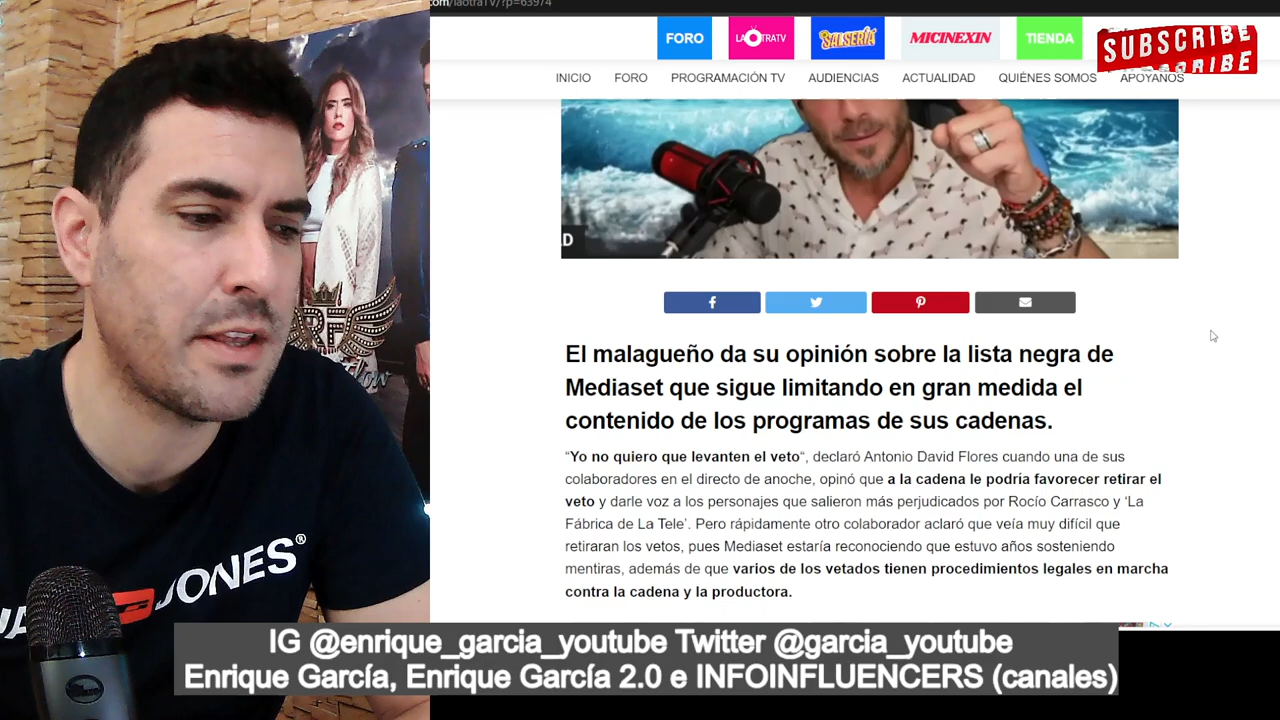 com/laotraTV/?p=63974
FORO
LAOTRATV
SALSERÍA
MICINEXIN
TIENDA
SUBSCRIBE
INICIO FORO PROGRAMACIÓN TV AUDIENCIAS ACTUALIDAD QUIÉNES SOMOS APÓYANOS
D
El malagueño da su opinión sobre la lista negra de
Mediaset que sigue limitando en gran medida el
contenido de los programas de sus cadenas.
“Yo no quiero que levanten el veto“, declaró Antonio David Flores cuando una de sus
colaboradores en el directo de anoche, opinó que a la cadena le podría favorecer retirar el
veto y darle voz a los personajes que salieron más perjudicados por Rocío Carrasco y ‘La
Fábrica de La Tele’. Pero rápidamente otro colaborador aclaró que veía muy difícil que
retiraran los vetos, pues Mediaset estaría reconociendo que estuvo años sosteniendo
mentiras, además de que varios de los vetados tienen procedimientos legales en marcha
contra la cadena y la productora.
RF
JONES®
IG @enrique_garcia_youtube Twitter @garcia_youtube
Enrique García, Enrique García 2.0 e INFOINFLUENCERS (canales)